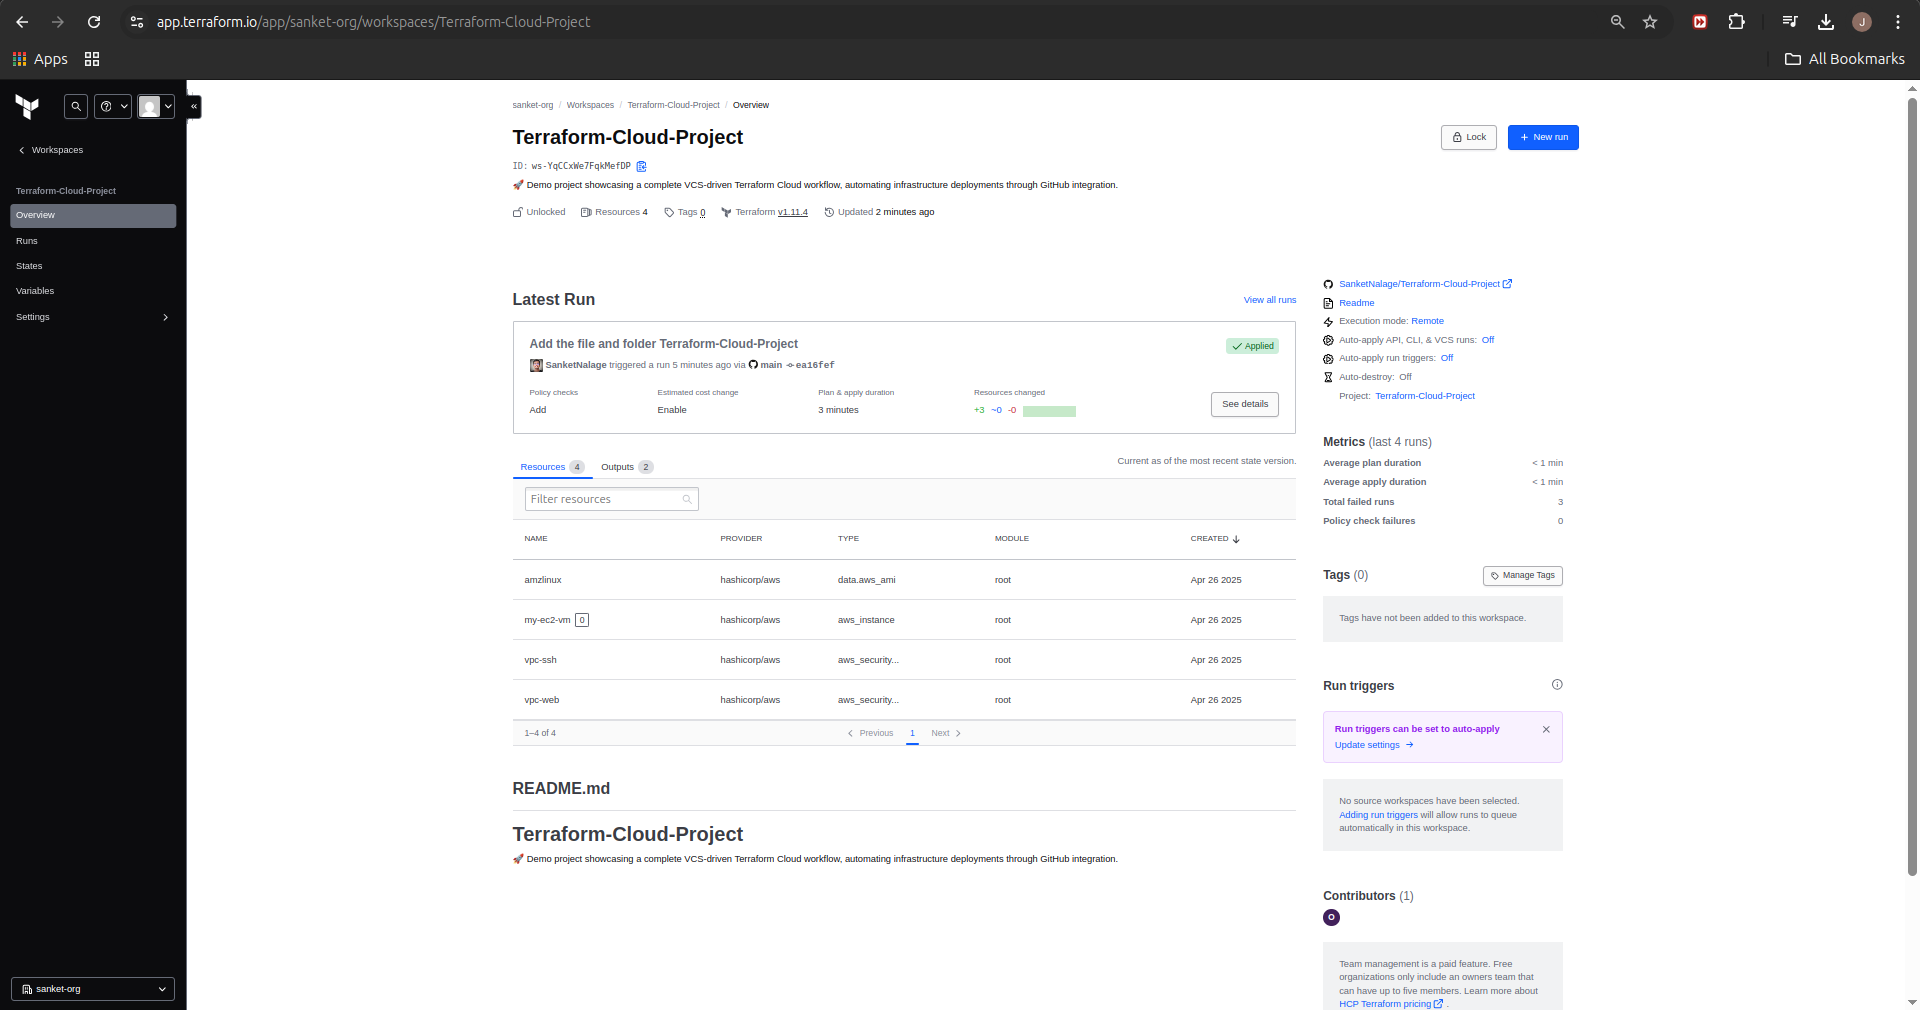 app.terraform.io/app/sanket-org/workspaces/Terraform-Cloud-Project
J
Apps
All Bookmarks
«
Workspaces
Terraform-Cloud-Project
Overview
Runs
States
Variables
Settings
sanket-org
sanket-org / Workspaces / Terraform-Cloud-Project / Overview
Terraform-Cloud-Project
Lock
+ New run
ID: ws-YqCCxWe7FqkMefDP
🚀 Demo project showcasing a complete VCS-driven Terraform Cloud workflow, automating infrastructure deployments through GitHub integration.
Unlocked Resources 4 Tags 0 Terraform v1.11.4 Updated 2 minutes ago
Latest Run
View all runs
Add the file and folder Terraform-Cloud-Project
Applied
SanketNalage triggered a run 5 minutes ago via main ea16fef
Policy checks Estimated cost change Plan & apply duration Resources changed
Add Enable 3 minutes +3 ~0 -0
See details
Resources 4 Outputs 2
Current as of the most recent state version.
Filter resources
NAME PROVIDER TYPE MODULE CREATED
amzlinux hashicorp/aws data.aws_ami root Apr 26 2025
my-ec2-vm 0 hashicorp/aws aws_instance root Apr 26 2025
vpc-ssh hashicorp/aws aws_security... root Apr 26 2025
vpc-web hashicorp/aws aws_security... root Apr 26 2025
1–4 of 4 Previous 1 Next
README.md
Terraform-Cloud-Project
🚀 Demo project showcasing a complete VCS-driven Terraform Cloud workflow, automating infrastructure deployments through GitHub integration.
SanketNalage/Terraform-Cloud-Project
Readme
Execution mode: Remote
Auto-apply API, CLI, & VCS runs: Off
Auto-apply run triggers: Off
Auto-destroy: Off
Project: Terraform-Cloud-Project
Metrics (last 4 runs)
Average plan duration < 1 min
Average apply duration < 1 min
Total failed runs 3
Policy check failures 0
Tags (0)
Manage Tags
Tags have not been added to this workspace.
Run triggers
Run triggers can be set to auto-apply
Update settings
No source workspaces have been selected.
Adding run triggers will allow runs to queue
automatically in this workspace.
Contributors (1)
O
Team management is a paid feature. Free
organizations only include an owners team that
can have up to five members. Learn more about
HCP Terraform pricing .